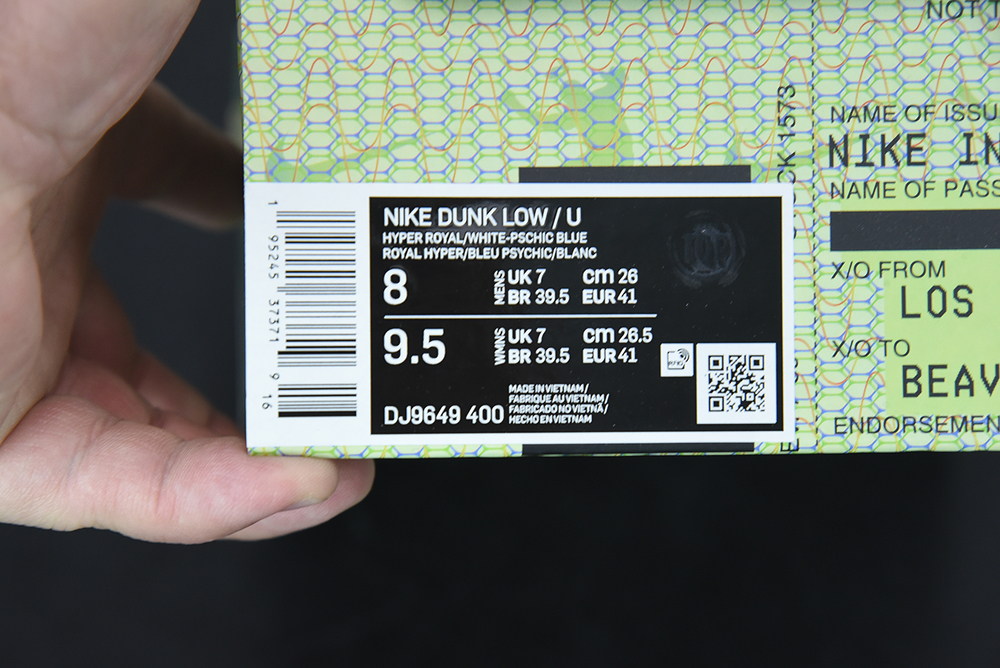 NOT T
CK 1573
NAME OF ISSU
NIKE IN
NAME OF PASS
X/O FROM
LOS
X/O TO
BEAV
ENDORSEMEN
1 95245 37371 9 16
NIKE DUNK LOW / U
HYPER ROYAL/WHITE-PSCHIC BLUE
ROYAL HYPER/BLEU PSYCHIC/BLANC
8 MENS UK 7 cm 26
BR 39.5 EUR 41
9.5 WMNS UK 7 cm 26.5
BR 39.5 EUR 41
MADE IN VIETNAM /
FABRIQUE AU VIETNAM /
FABRICADO NO VIETNÃ /
HECHO EN VIETNAM
DJ9649 400